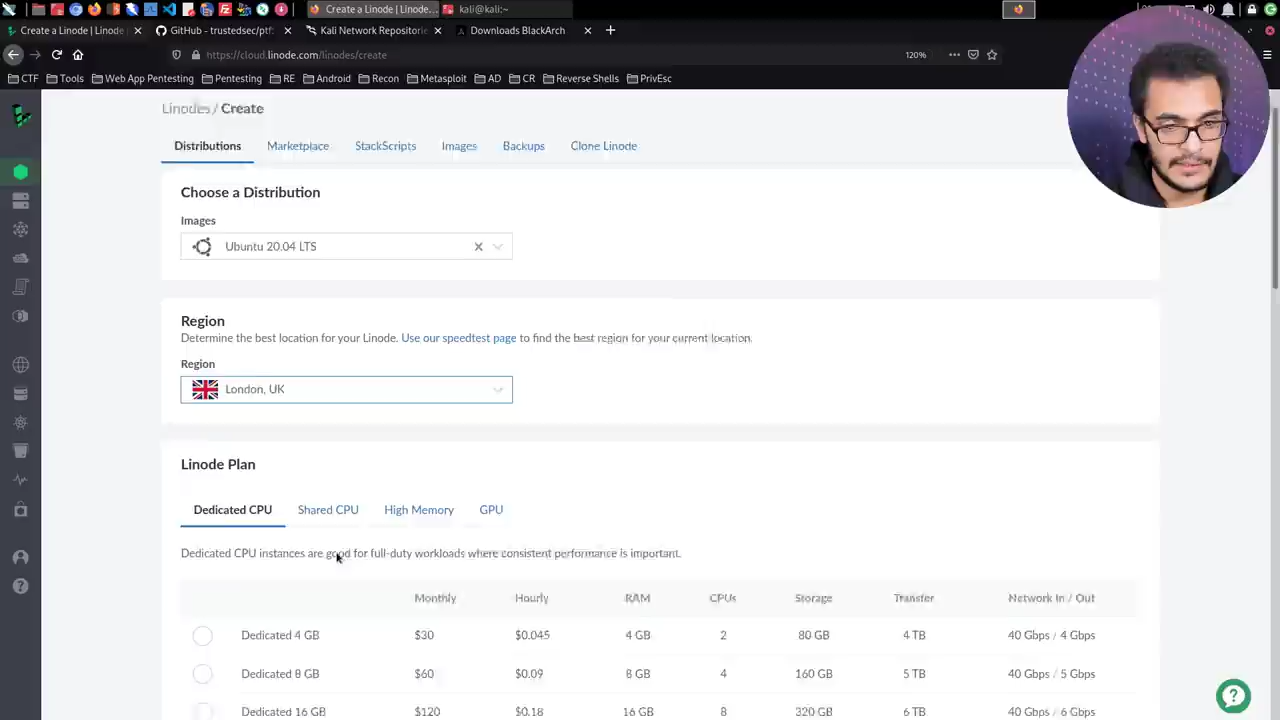 Create a Linode | Linode...
kali@kali:~
Create a Linode | Linode
GitHub - trustedsec/ptf:
Kali Network Repositorie
Downloads BlackArch
https://cloud.linode.com/linodes/create
120%
CTF
Tools
Web App Pentesting
Pentesting
RE
Android
Recon
Metasploit
AD
CR
Reverse Shells
PrivEsc
Linodes / Create
Distributions
Marketplace
StackScripts
Images
Backups
Clone Linode
Choose a Distribution
Images
Ubuntu 20.04 LTS
Region
Determine the best location for your Linode. Use our speedtest page to find the best region for your current location.
Region
London, UK
Linode Plan
Dedicated CPU
Shared CPU
High Memory
GPU
Dedicated CPU instances are good for full-duty workloads where consistent performance is important.
Monthly Hourly RAM CPUs Storage Transfer Network In / Out
Dedicated 4 GB $30 $0.045 4 GB 2 80 GB 4 TB 40 Gbps / 4 Gbps
Dedicated 8 GB $60 $0.09 8 GB 4 160 GB 5 TB 40 Gbps / 5 Gbps
Dedicated 16 GB $120 $0.18 16 GB 8 320 GB 6 TB 40 Gbps / 6 Gbps